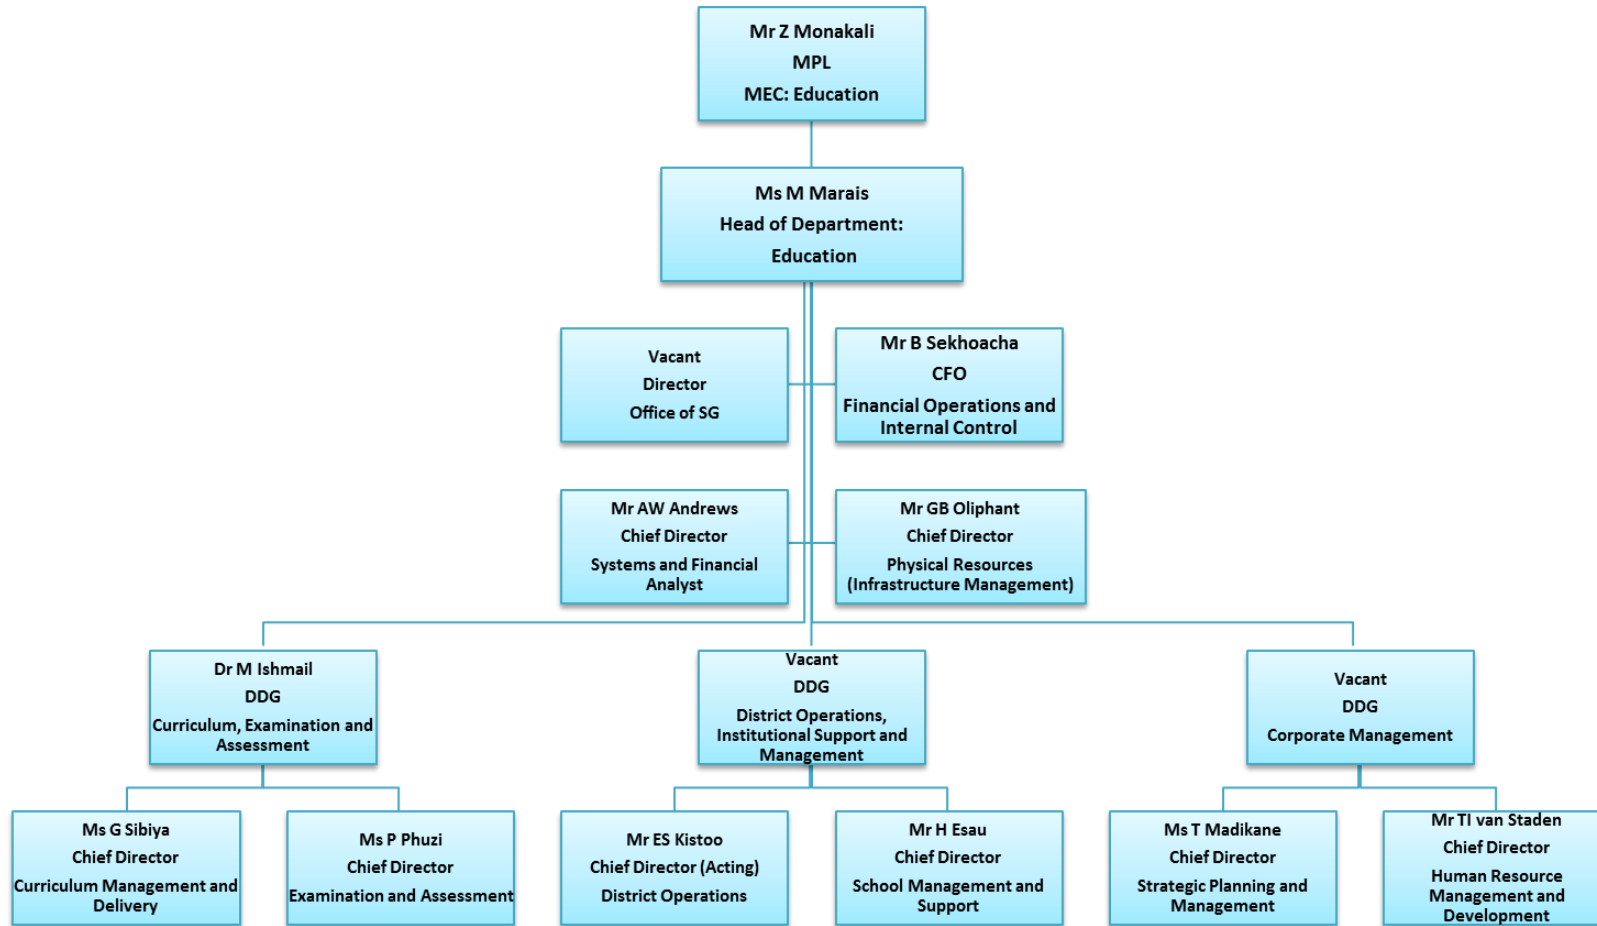 Mr Z Monakali
MPL
MEC: Education
Ms M Marais
Head of Department:
Education
Vacant
Director
Office of SG
Mr B Sekhoacha
CFO
Financial Operations and
Internal Control
Mr AW Andrews
Chief Director
Systems and Financial
Analyst
Mr GB Oliphant
Chief Director
Physical Resources
(Infrastructure Management)
Dr M Ishmail
DDG
Curriculum, Examination and
Assessment
Vacant
DDG
District Operations,
Institutional Support and
Management
Vacant
DDG
Corporate Management
Ms G Sibiya
Chief Director
Curriculum Management and
Delivery
Ms P Phuzi
Chief Director
Examination and Assessment
Mr ES Kistoo
Chief Director (Acting)
District Operations
Mr H Esau
Chief Director
School Management and
Support
Ms T Madikane
Chief Director
Strategic Planning and
Management
Mr TI van Staden
Chief Director
Human Resource
Management and
Development